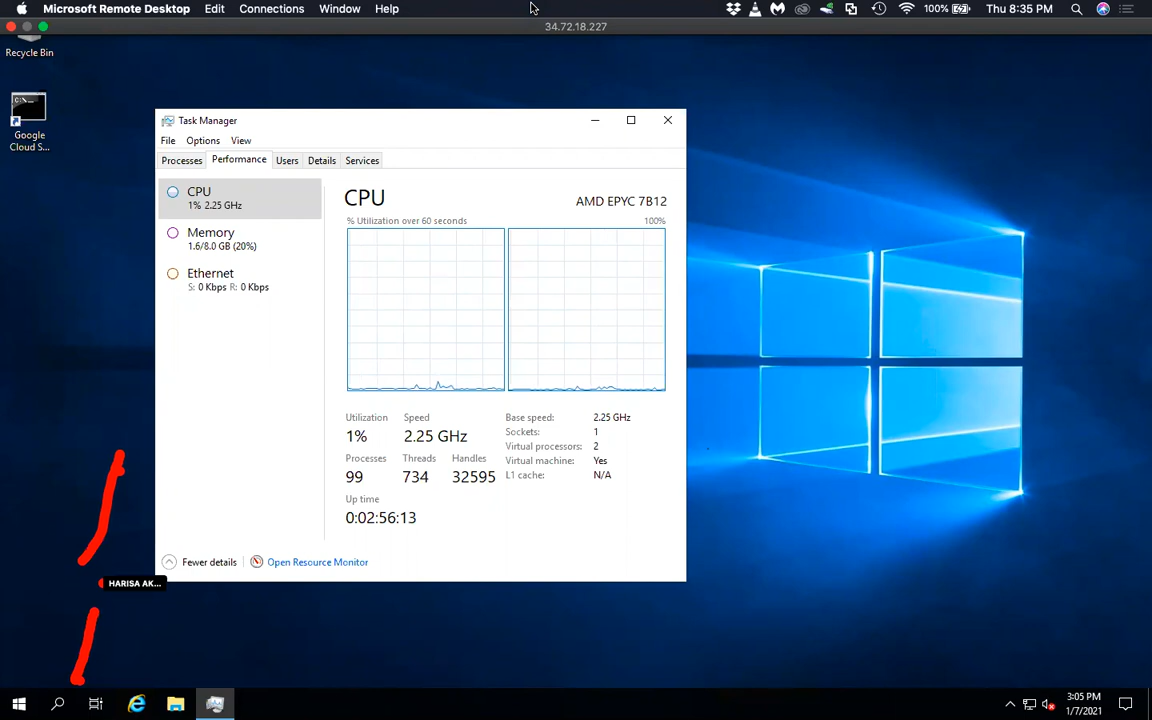 Microsoft Remote Desktop Edit Connections Window Help 100% Thu 8:35 PM
34.72.18.227
Recycle Bin
C:\...
Google
Cloud S...
Task Manager
File Options View
Processes Performance Users Details Services
CPU
1% 2.25 GHz
Memory
1.6/8.0 GB (20%)
Ethernet
S: 0 Kbps R: 0 Kbps
CPU AMD EPYC 7B12
% Utilization over 60 seconds 100%
Utilization Speed
1% 2.25 GHz
Processes Threads Handles
99 734 32595
Up time
0:02:56:13
Base speed: 2.25 GHz
Sockets: 1
Virtual processors: 2
Virtual machine: Yes
L1 cache: N/A
Fewer details Open Resource Monitor
HARISA AK...
3:05 PM
1/7/2021